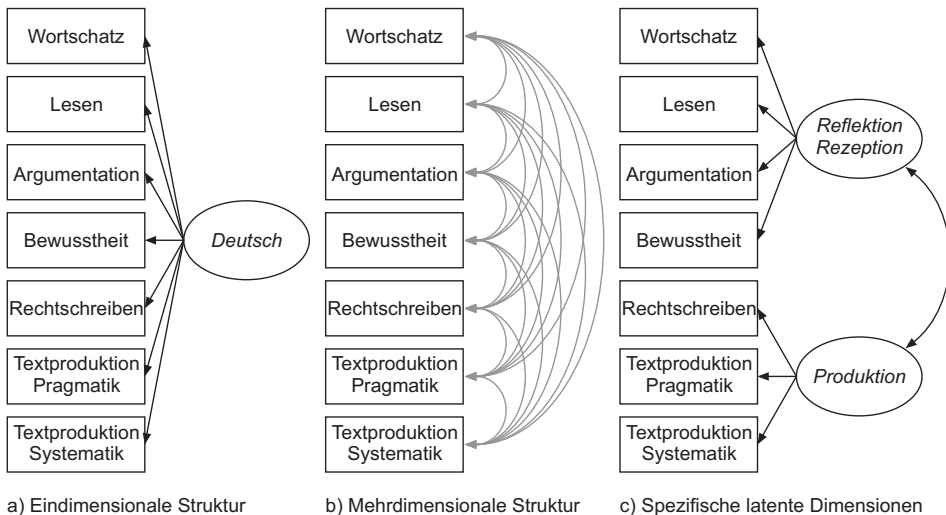 Wortschatz
Lesen
Argumentation
Bewusstheit
Rechtschreiben
Textproduktion
Pragmatik
Textproduktion
Systematik
Deutsch
a) Eindimensionale Struktur
Wortschatz
Lesen
Argumentation
Bewusstheit
Rechtschreiben
Textproduktion
Pragmatik
Textproduktion
Systematik
b) Mehrdimensionale Struktur
Wortschatz
Lesen
Argumentation
Bewusstheit
Rechtschreiben
Textproduktion
Pragmatik
Textproduktion
Systematik
Reflektion
Rezeption
Produktion
c) Spezifische latente Dimensionen